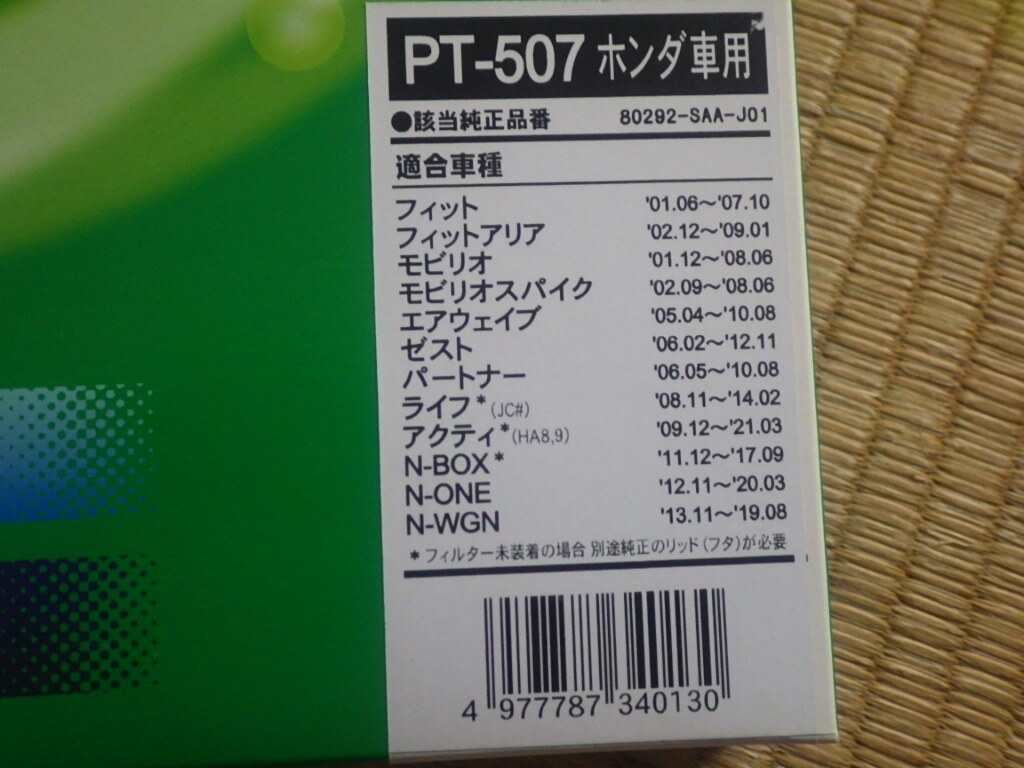 PT-507 ホンダ車用
●該当純正品番 80292-SAA-J01
適合車種
フィット '01.06～'07.10
フィットアリア '02.12～'09.01
モビリオ '01.12～'08.06
モビリオスパイク '02.09～'08.06
エアウェイブ '05.04～'10.08
ゼスト '06.02～'12.11
パートナー '06.05～'10.08
ライフ*(JC#) '08.11～'14.02
アクティ*(HA8,9) '09.12～'21.03
N-BOX* '11.12～'17.09
N-ONE '12.11～'20.03
N-WGN '13.11～'19.08
*フィルター未装着の場合 別途純正のリッド(フタ)が必要
4 977787 340130